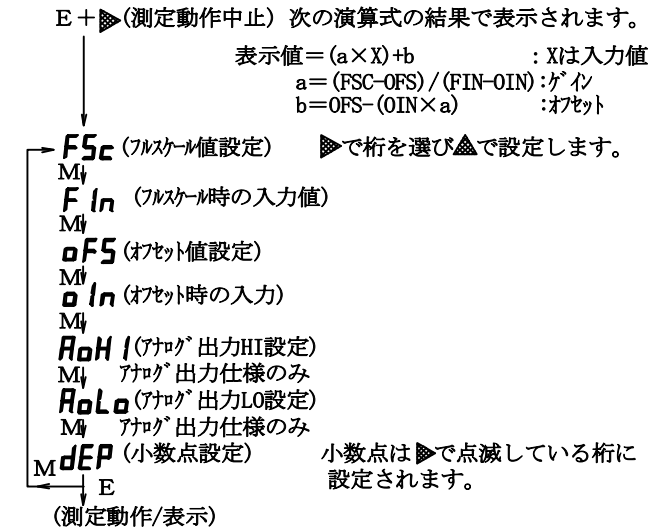 E+▶(測定動作中止) 次の演算式の結果で表示されます。
表示値=(a×X)+b :Xは入力値
a=(FSC-OFS)/(FIN-OIN):ｹﾞｲﾝ
b=OFS-(OIN×a) :ｵﾌｾｯﾄ
FSc (ﾌﾙｽｹｰﾙ値設定) ▶で桁を選び▲で設定します。
M
FIn (ﾌﾙｽｹｰﾙ時の入力値)
M
oFS (ｵﾌｾｯﾄ値設定)
M
oIn (ｵﾌｾｯﾄ時の入力)
M
AoHI (ｱﾅﾛｸﾞ出力HI設定)
M ｱﾅﾛｸﾞ出力仕様のみ
AoLo (ｱﾅﾛｸﾞ出力LO設定)
M ｱﾅﾛｸﾞ出力仕様のみ
dEP (小数点設定) 小数点は▶で点滅している桁に
M E 設定されます。
(測定動作/表示)